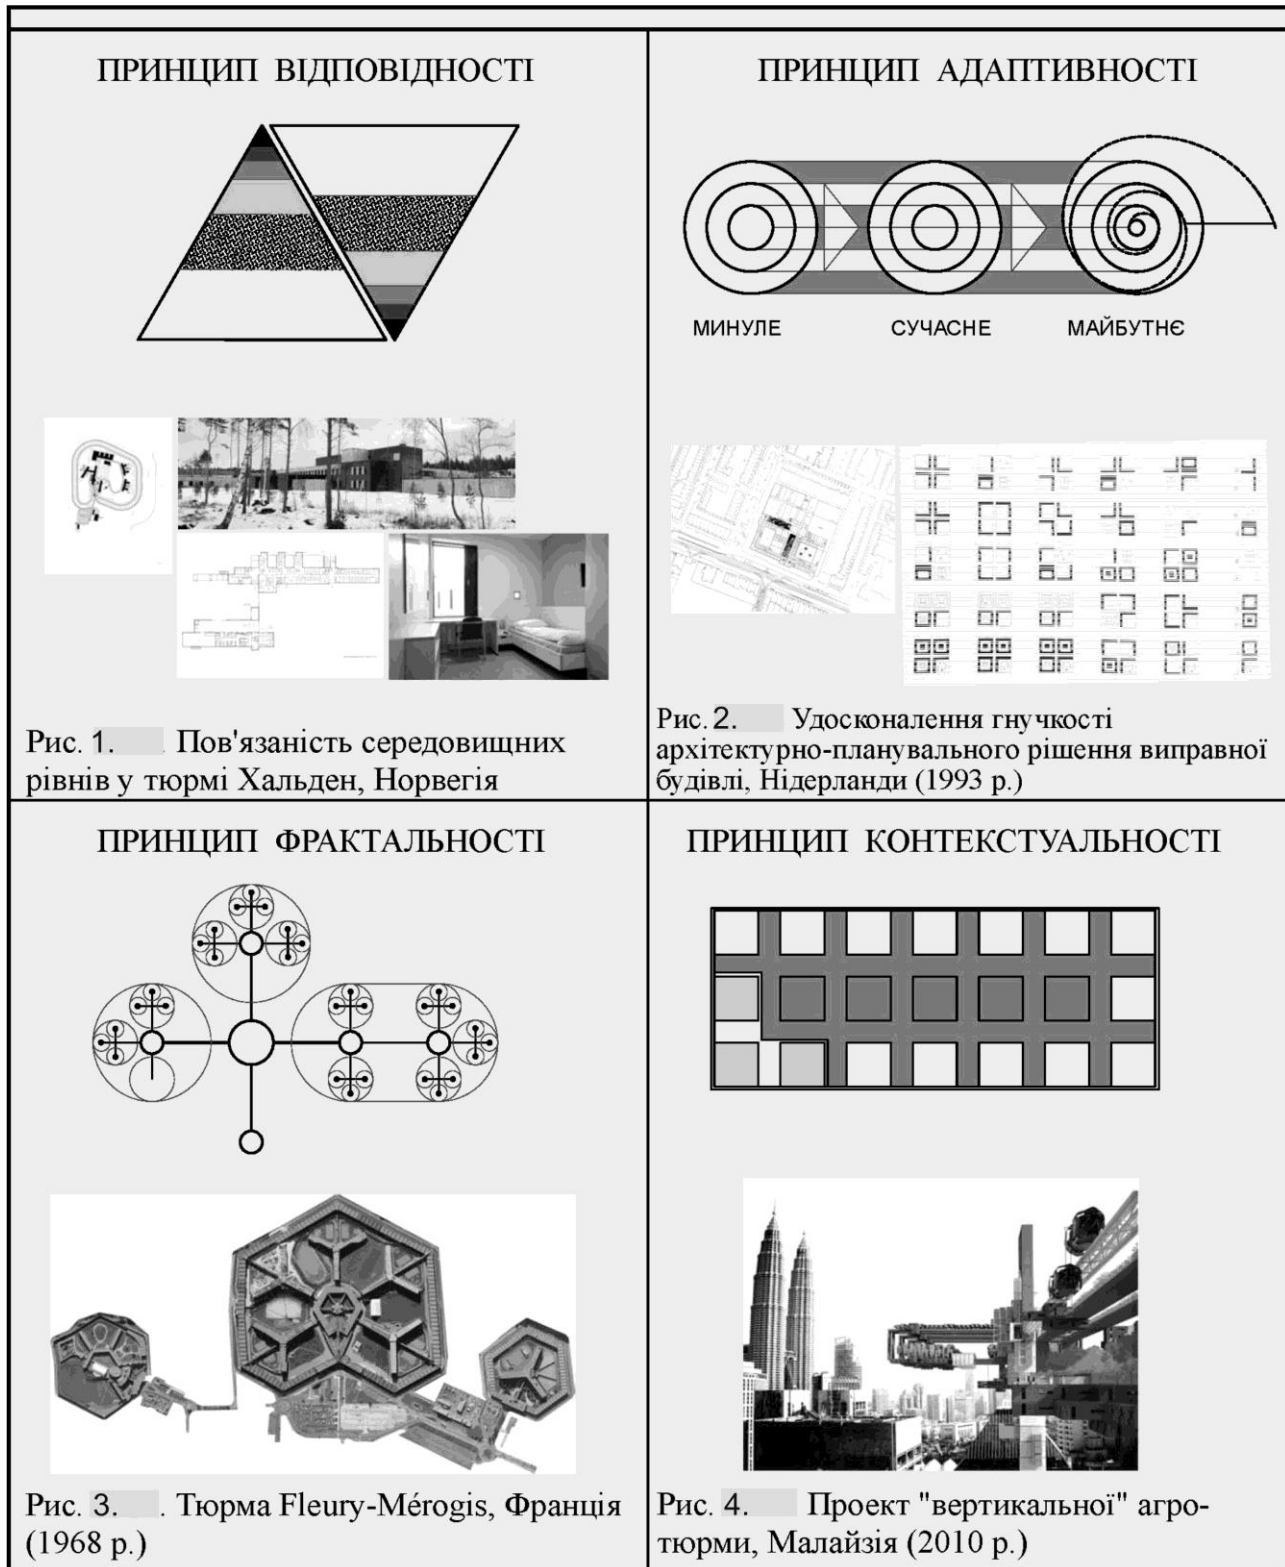 ПРИНЦИП ВІДПОВІДНОСТІ
Рис. 1. . Пов'язаність середовищних
рівнів у тюрмі Хальден, Норвегія
ПРИНЦИП АДАПТИВНОСТІ
МИНУЛЕ СУЧАСНЕ МАЙБУТНЄ
Рис. 2. Удосконалення гнучкості
архітектурно-планувального рішення виправної
будівлі, Нідерланди (1993 р.)
ПРИНЦИП ФРАКТАЛЬНОСТІ
Рис. 3. . Тюрма Fleury-Mérogis, Франція
(1968 р.)
ПРИНЦИП КОНТЕКСТУАЛЬНОСТІ
Рис. 4. Проект "вертикальної" агро-
тюрми, Малайзія (2010 р.)